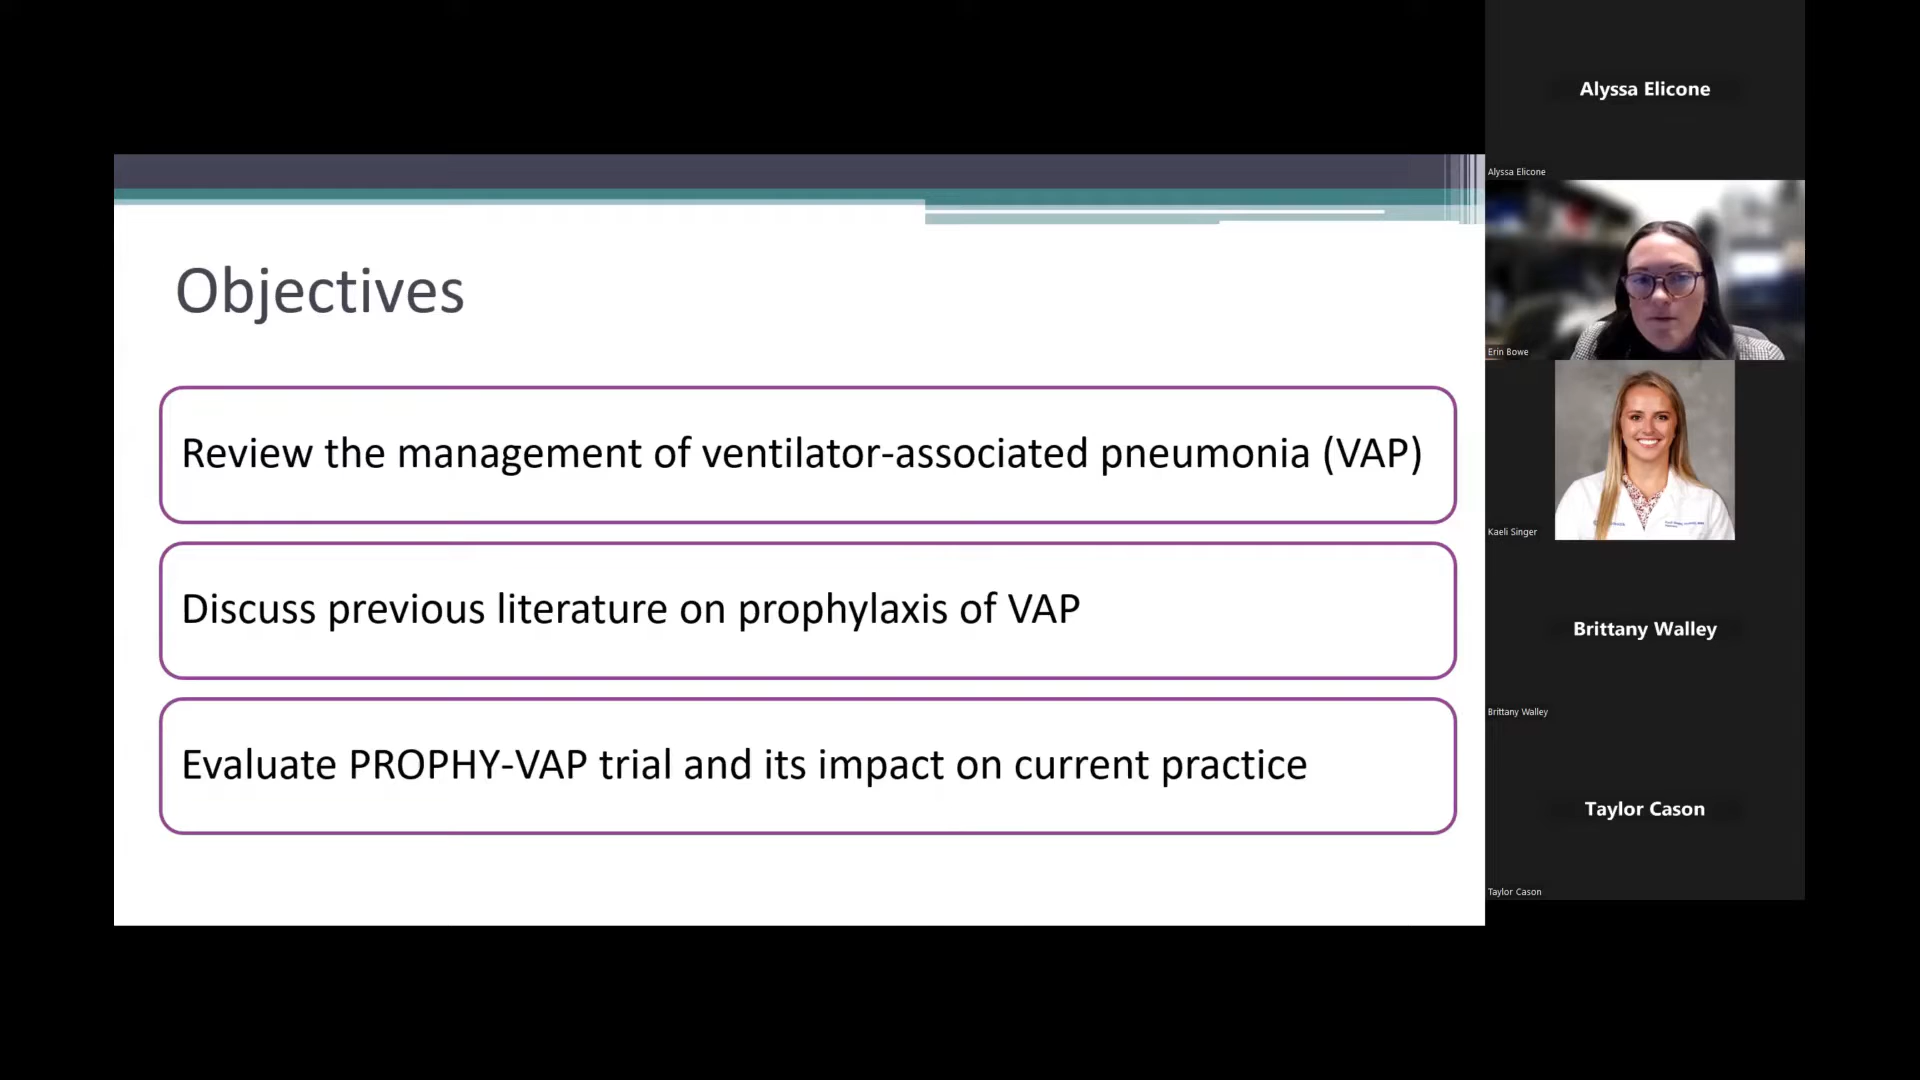 Objectives
Review the management of ventilator-associated pneumonia (VAP)
Discuss previous literature on prophylaxis of VAP
Evaluate PROPHY-VAP trial and its impact on current practice
Alyssa Elicone
Alyssa Elicone
Erin Bowe
Kaeli Singer
Brittany Walley
Brittany Walley
Taylor Cason
Taylor Cason